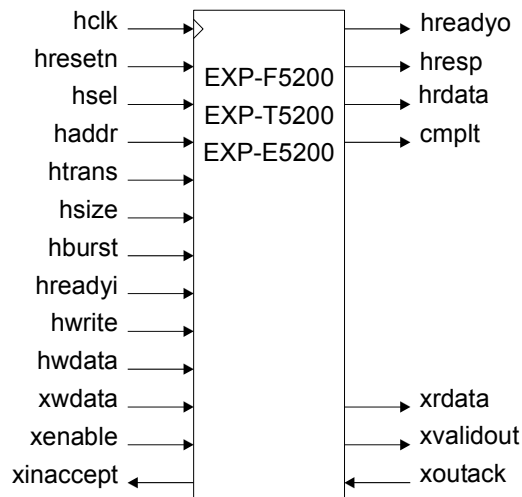 hclk
hresetn
hsel
haddr
htrans
hsize
hburst
hreadyi
hwrite
hwdata
xwdata
xenable
xinaccept
EXP-F5200
EXP-T5200
EXP-E5200
hreadyo
hresp
hrdata
cmplt
xrdata
xvalidout
xoutack